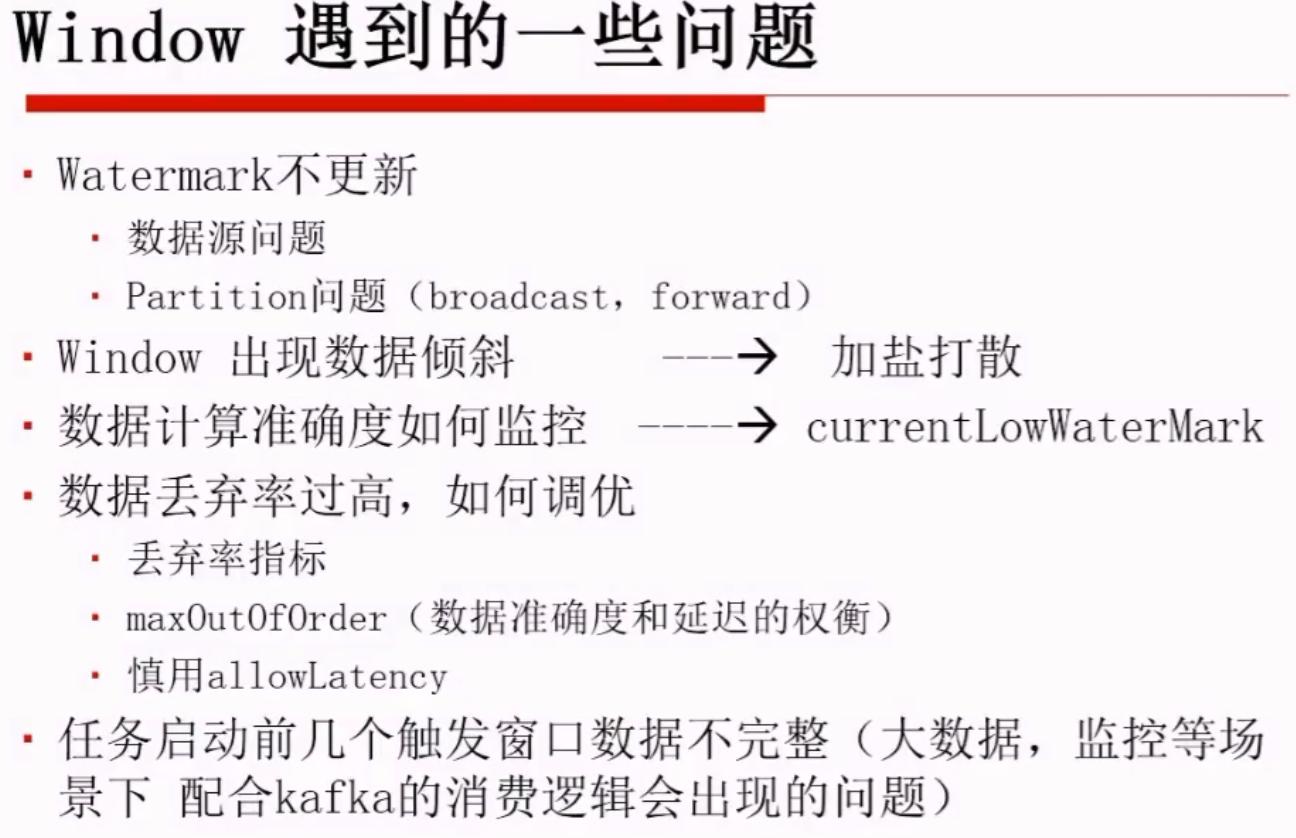 Window 遇到的一些问题
Watermark不更新
数据源问题
Partition问题（broadcast，forward）
Window 出现数据倾斜 ---→ 加盐打散
数据计算准确度如何监控 ----→ currentLowWaterMark
数据丢弃率过高，如何调优
丢弃率指标
maxOutOfOrder（数据准确度和延迟的权衡）
慎用allowLatency
任务启动前几个触发窗口数据不完整（大数据，监控等场
景下 配合kafka的消费逻辑会出现的问题）